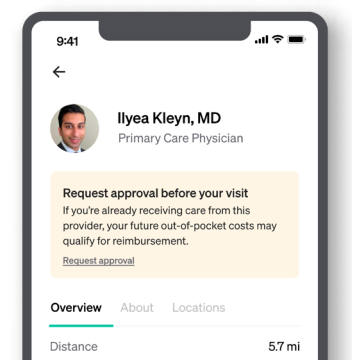 9:41
Ilyea Kleyn, MD
Primary Care Physician
Request approval before your visit
If you're already receiving care from this
provider, your future out-of-pocket costs may
qualify for reimbursement.
Request approval
Overview About Locations
Distance 5.7 mi